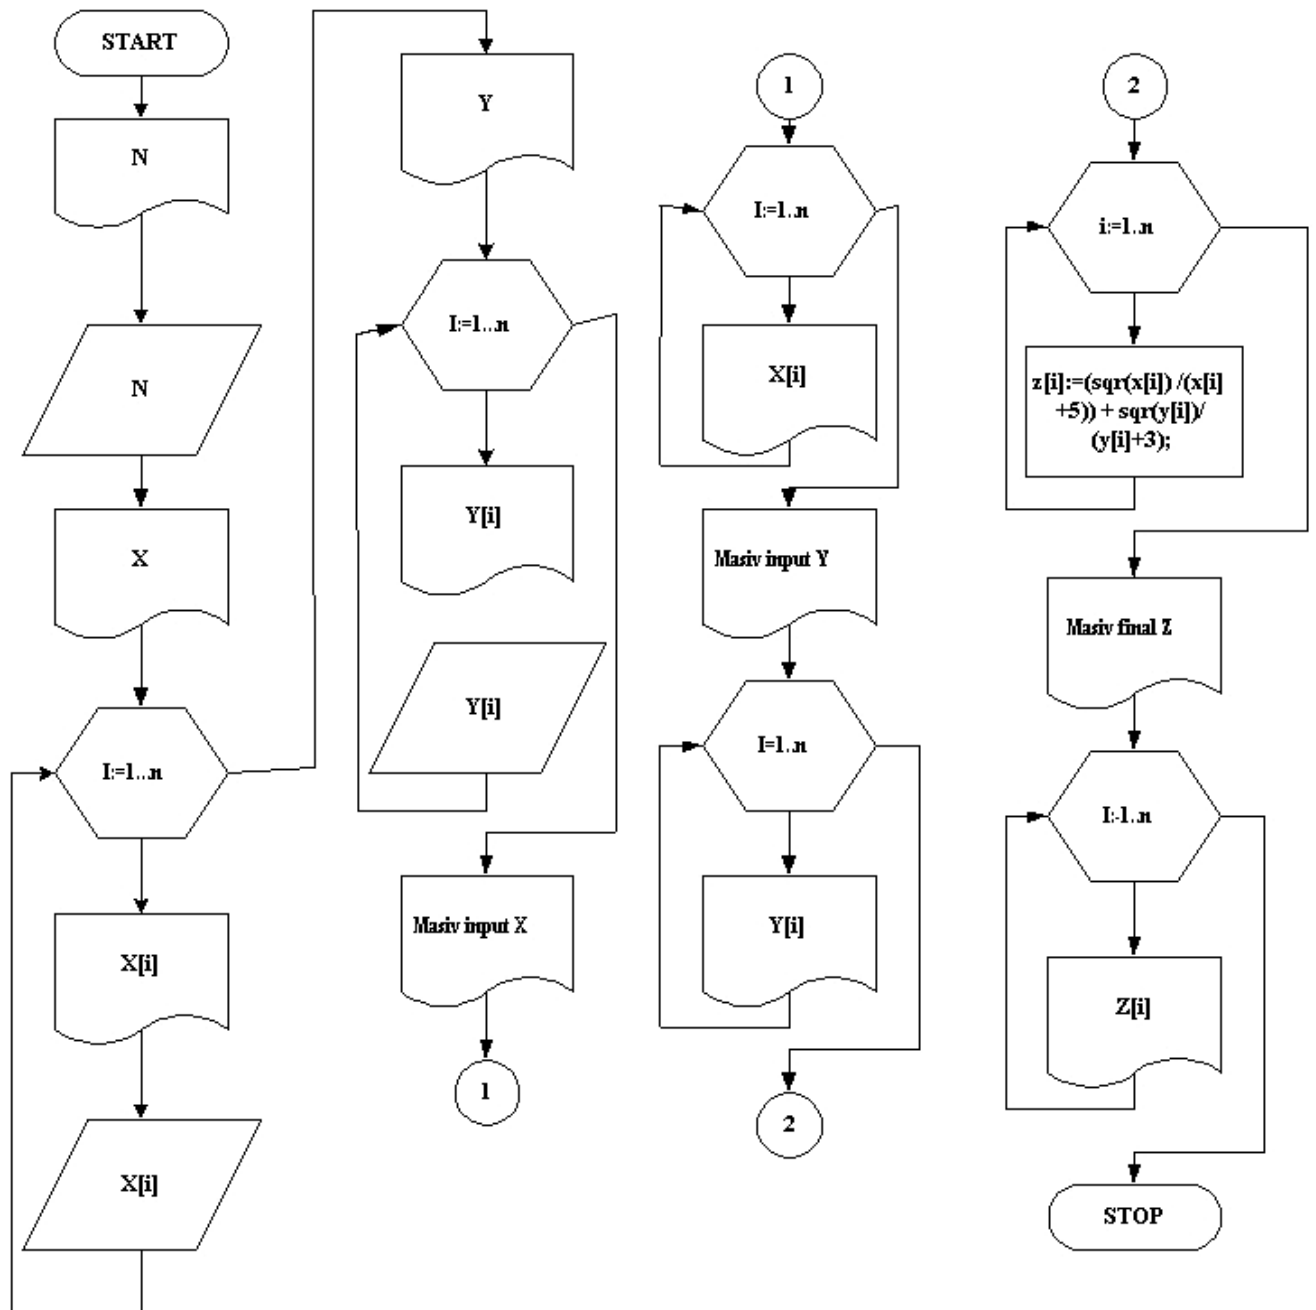 START
N
N
X
I:=1...n
X[i]
X[i]
Y
I:=1...n
Y[i]
Y[i]
Masiv input X
1
1
I:=1..n
X[i]
Masiv input Y
I=1..n
Y[i]
2
2
i:=1..n
z[i]:=(sqr(x[i]) /(x[i]
+5)) + sqr(y[i])/
(y[i]+3);
Masiv final Z
I:-1..n
Z[i]
STOP